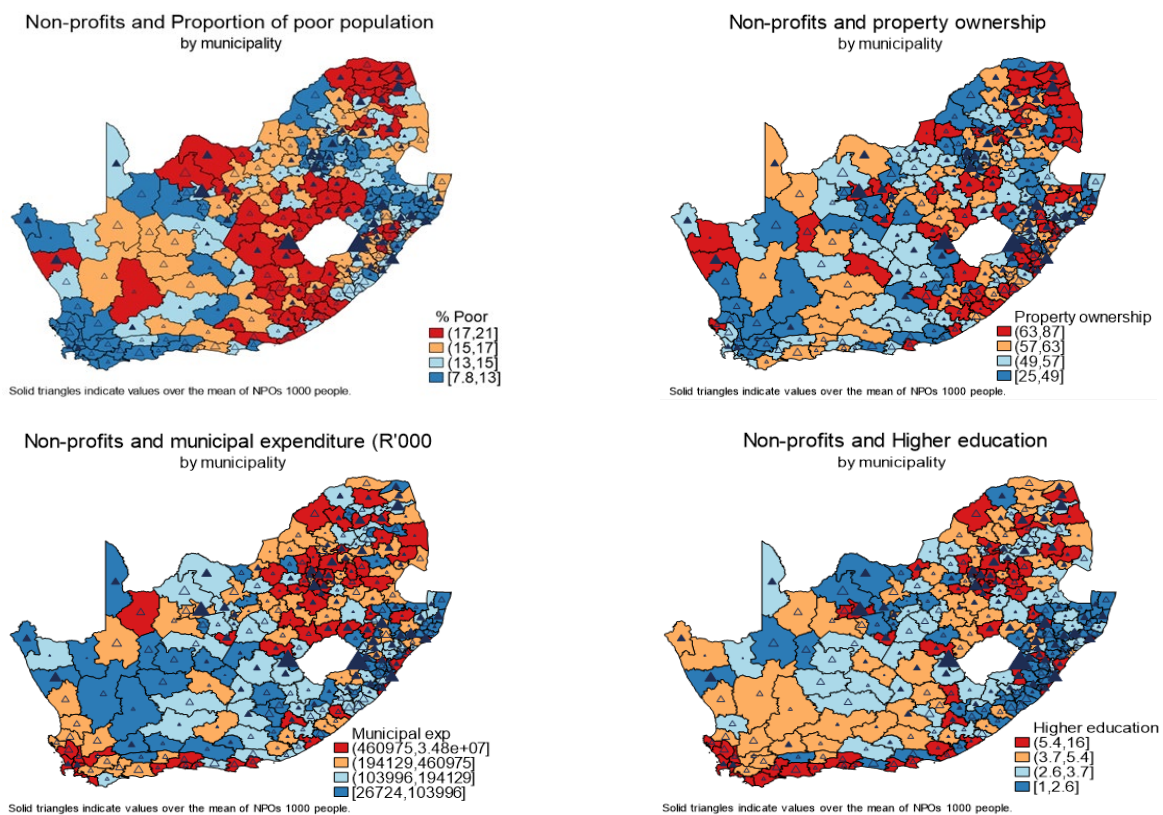 Non-profits and Proportion of poor population
by municipality
% Poor
(17,21]
(15,17]
(13,15]
[7.8,13]
Solid triangles indicate values over the mean of NPOs 1000 people.
Non-profits and property ownership
by municipality
Property ownership
(63,87]
(57,63]
(49,57]
[25,49]
Solid triangles indicate values over the mean of NPOs 1000 people.
Non-profits and municipal expenditure (R'000
by municipality
Municipal exp
(460975,3.48e+07]
(194129,460975]
(103996,194129]
[26724,103996]
Solid triangles indicate values over the mean of NPOs 1000 people.
Non-profits and Higher education
by municipality
Higher education
(5.4,16]
(3.7,5.4]
(2.6,3.7]
[1,2.6]
Solid triangles indicate values over the mean of NPOs 1000 people.